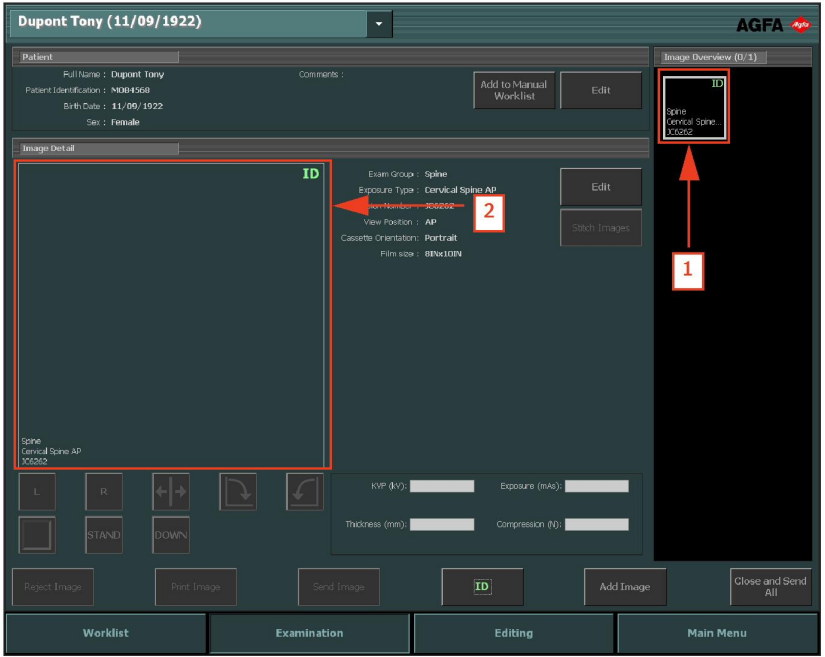 Dupont Tony (11/09/1922)
AGFA
Agfa
Patient
Full Name : Dupont Tony
Comments :
Patient Identification : MOB4568
Birth Date : 11/09/1922
Sex : Female
Add to Manual
Worklist
Edit
Image Overview (0/1)
ID
Spine
Cervical Spine...
JC6262
1
Image Detail
ID
Spine
Cervical Spine AP
JC6262
Exam Group : Spine
Exposure Type : Cervical Spine AP
Number : JC6262
View Position : AP
Cassette Orientation: Portrait
Film size : 8INx10IN
2
Edit
Stitch Images
L
R
STAND
DOWN
KVP (kV):
Exposure (mAs):
Thickness (mm):
Compression (N):
Reject Image
Print Image
Send Image
ID
Add Image
Close and Send
All
Worklist
Examination
Editing
Main Menu